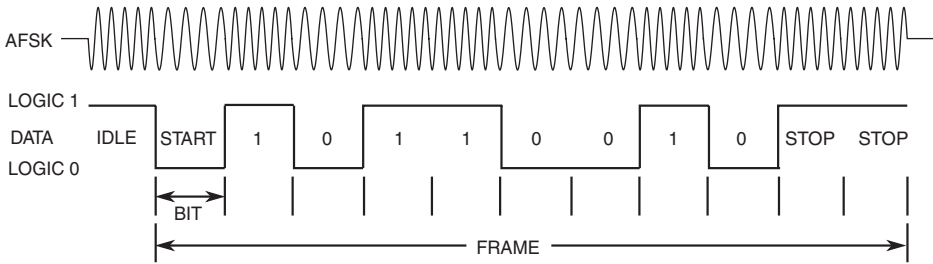 AFSK
LOGIC 1
DATA IDLE START 1 0 1 1 0 0 1 0 STOP STOP
LOGIC 0
BIT
FRAME